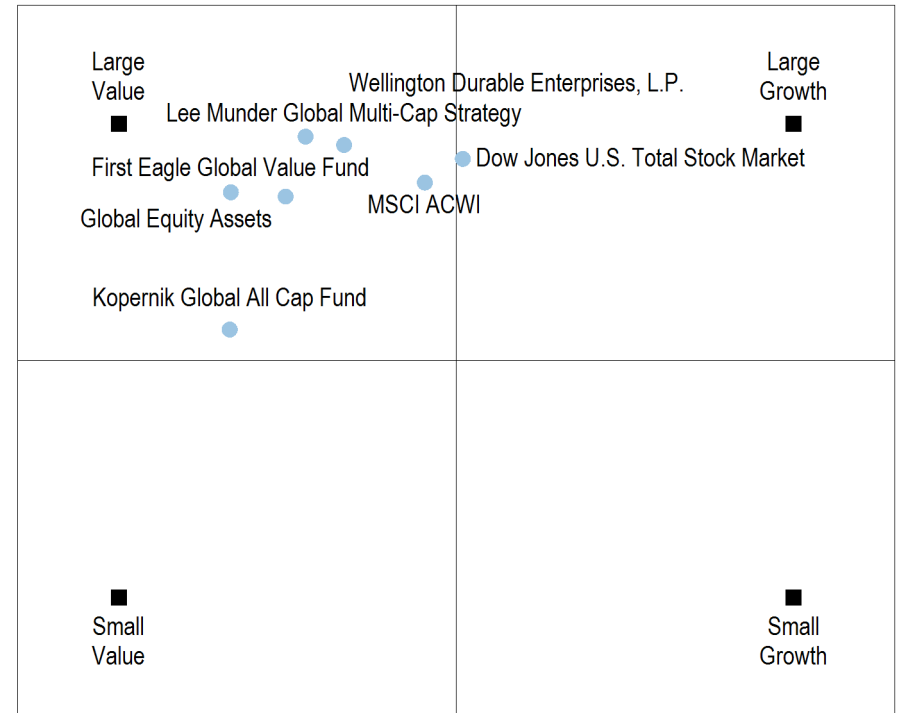 Large
Value
Large
Growth
Wellington Durable Enterprises, L.P.
Lee Munder Global Multi-Cap Strategy
Dow Jones U.S. Total Stock Market
First Eagle Global Value Fund
MSCI ACWI
Global Equity Assets
Kopernik Global All Cap Fund
Small
Value
Small
Growth